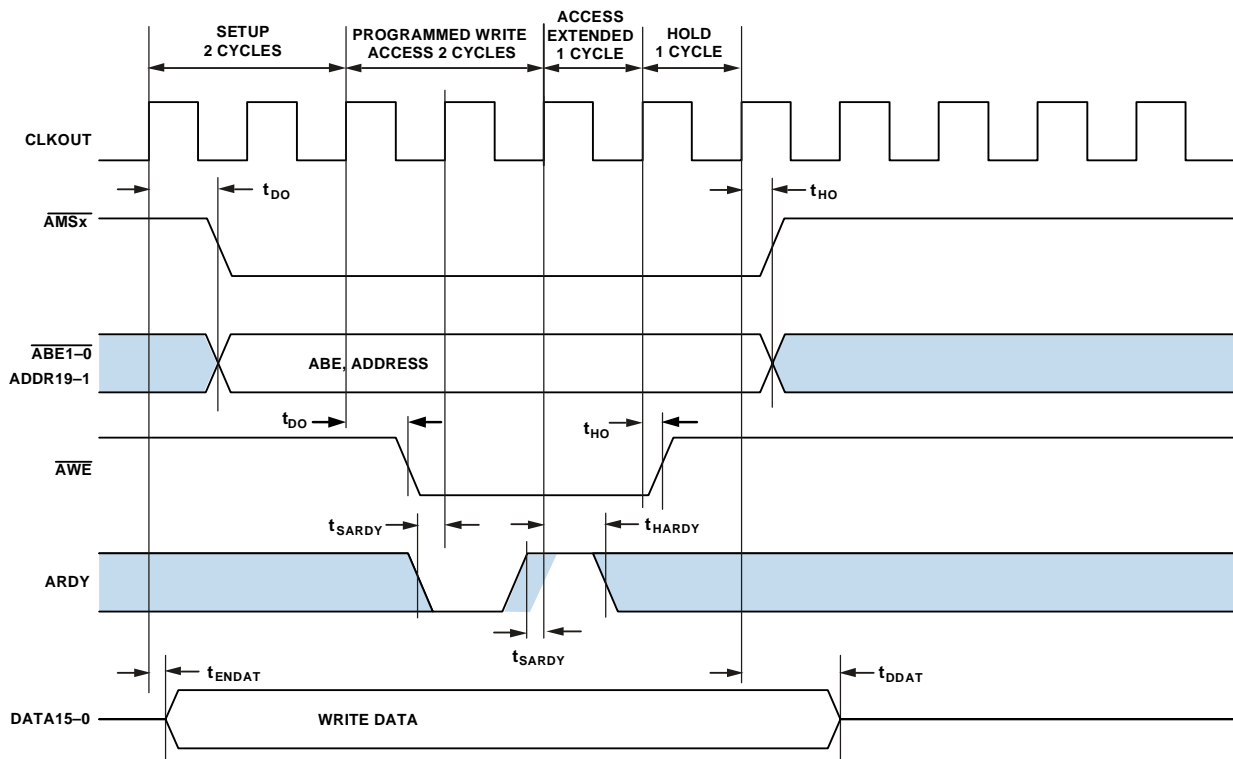 SETUP
2 CYCLES
PROGRAMMED WRITE
ACCESS 2 CYCLES
ACCESS
EXTENDED
1 CYCLE
HOLD
1 CYCLE
CLKOUT
tDO
tHO
AMSx
ABE1–0
ADDR19–1
ABE, ADDRESS
tDO
tHO
AWE
tSARDY
tHARDY
ARDY
tSARDY
tENDAT
tDDAT
DATA15–0
WRITE DATA